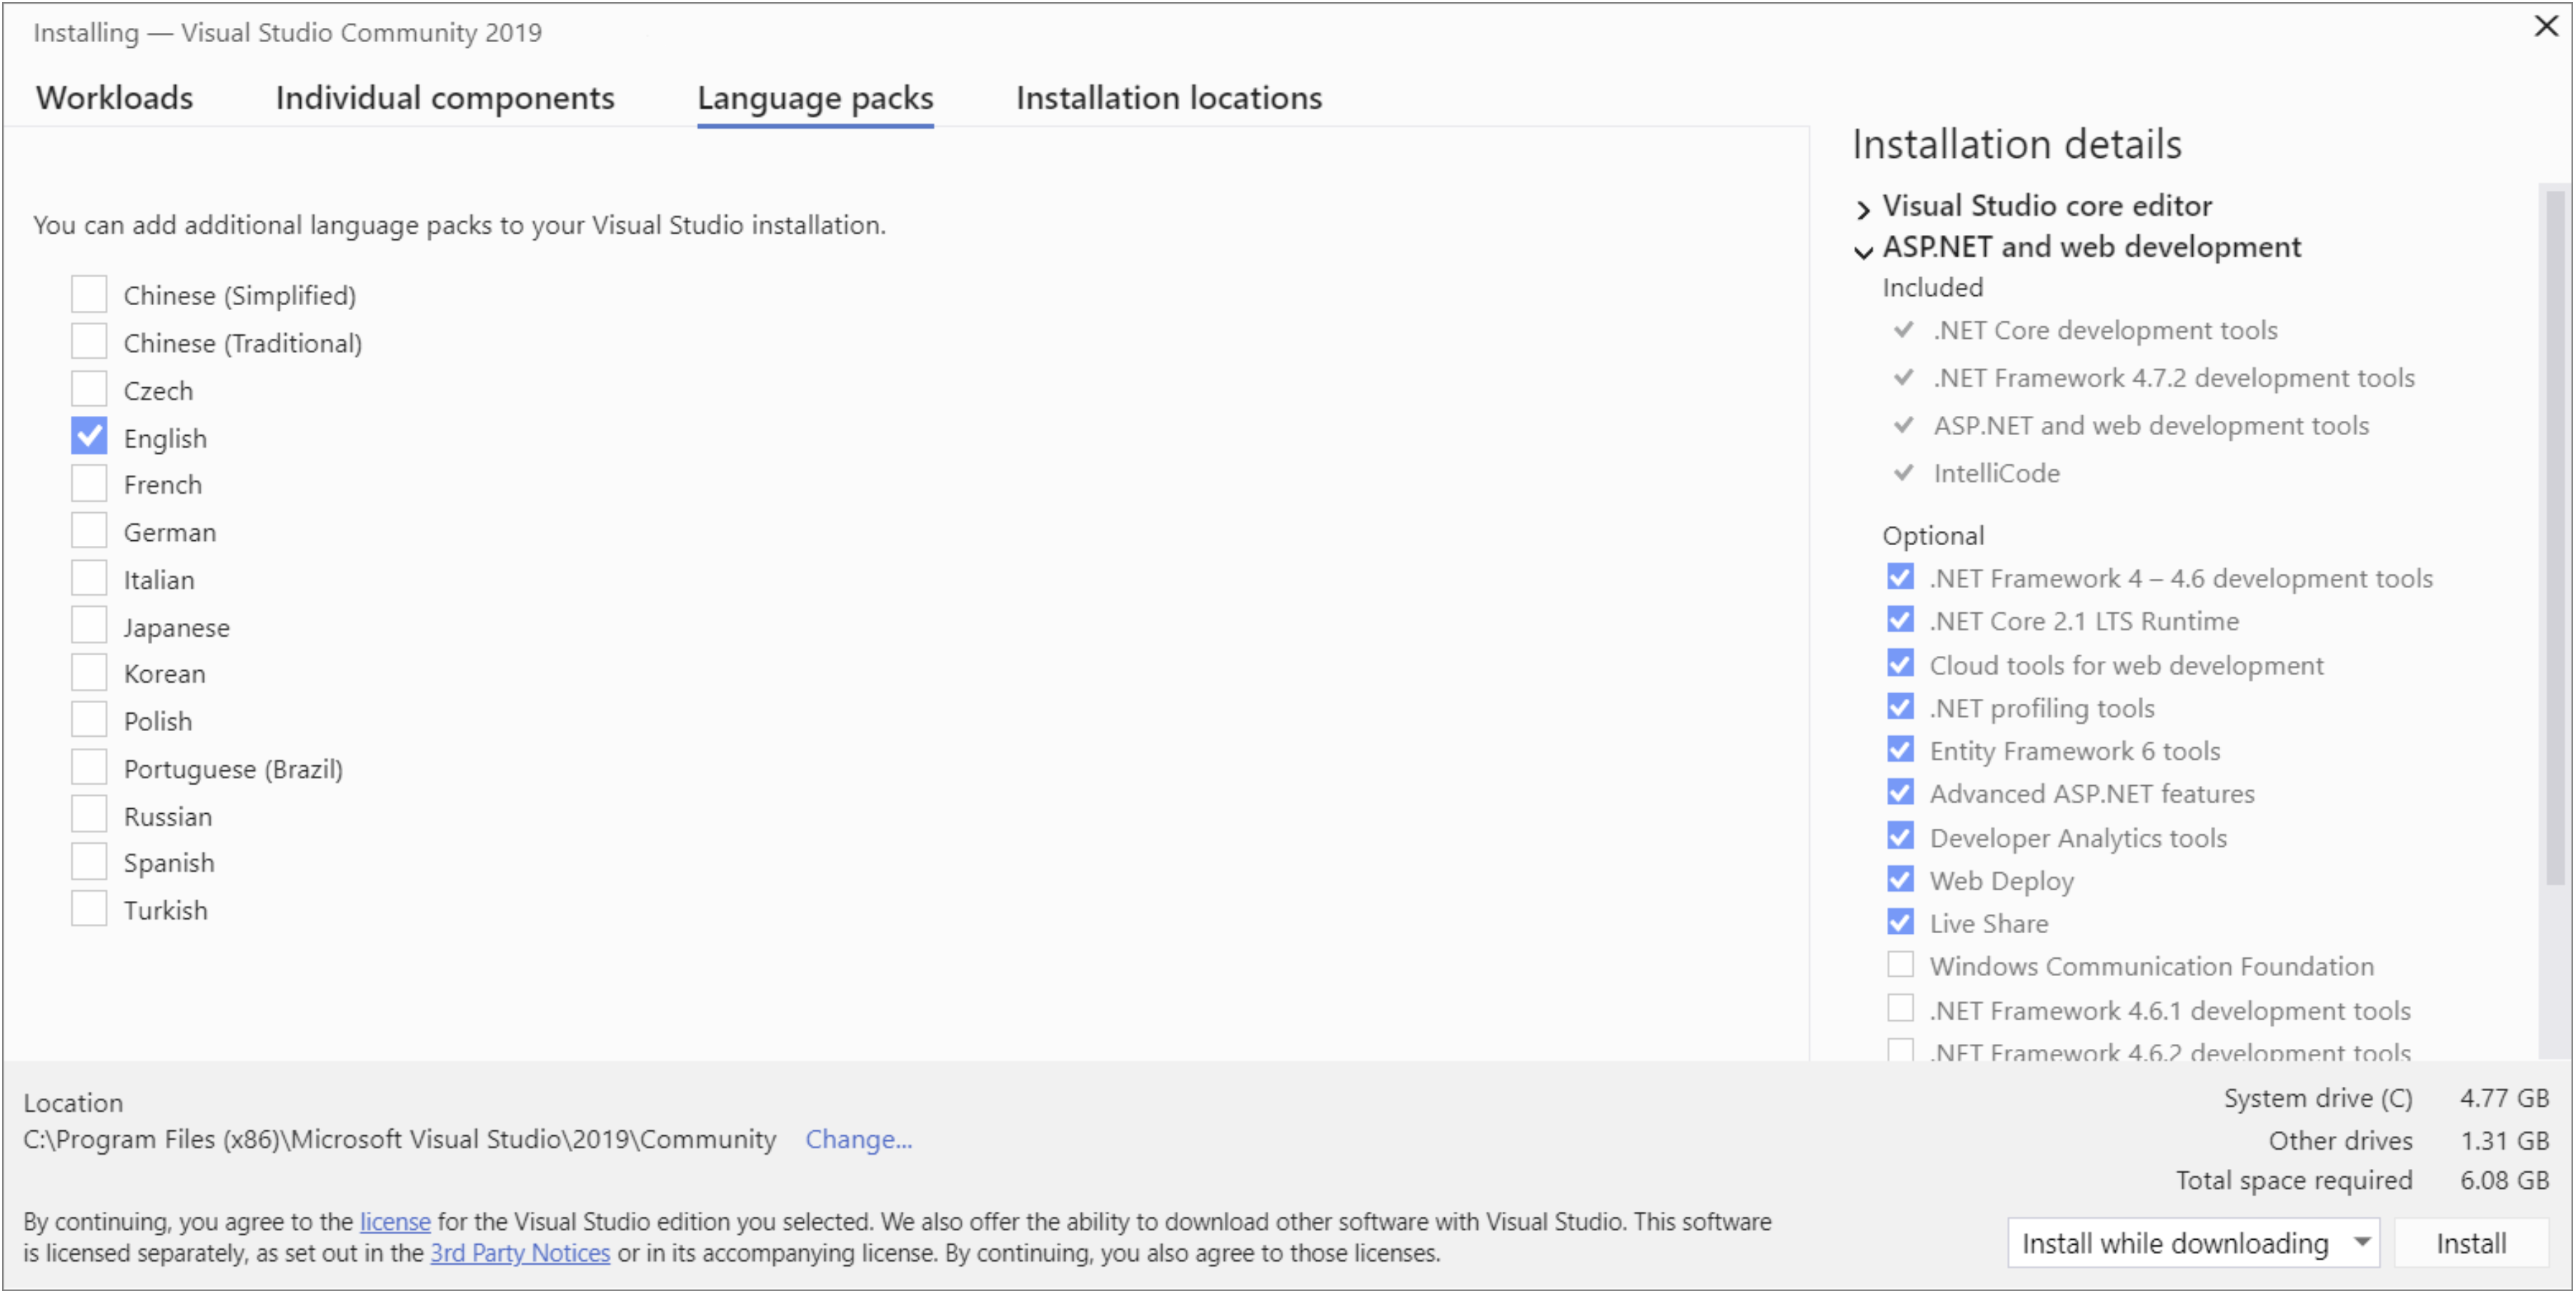 Installing — Visual Studio Community 2019
Workloads
Individual components
Language packs
Installation locations
You can add additional language packs to your Visual Studio installation.
Chinese (Simplified)
Chinese (Traditional)
Czech
English
French
German
Italian
Japanese
Korean
Polish
Portuguese (Brazil)
Russian
Spanish
Turkish
Installation details
Visual Studio core editor
ASP.NET and web development
Included
.NET Core development tools
.NET Framework 4.7.2 development tools
ASP.NET and web development tools
IntelliCode
Optional
.NET Framework 4 – 4.6 development tools
.NET Core 2.1 LTS Runtime
Cloud tools for web development
.NET profiling tools
Entity Framework 6 tools
Advanced ASP.NET features
Developer Analytics tools
Web Deploy
Live Share
Windows Communication Foundation
.NET Framework 4.6.1 development tools
.NET Framework 4.6.2 development tools
Location
C:\Program Files (x86)\Microsoft Visual Studio\2019\Community Change...
By continuing, you agree to the license for the Visual Studio edition you selected. We also offer the ability to download other software with Visual Studio. This software
is licensed separately, as set out in the 3rd Party Notices or in its accompanying license. By continuing, you also agree to those licenses.
System drive (C) 4.77 GB
Other drives 1.31 GB
Total space required 6.08 GB
Install while downloading
Install